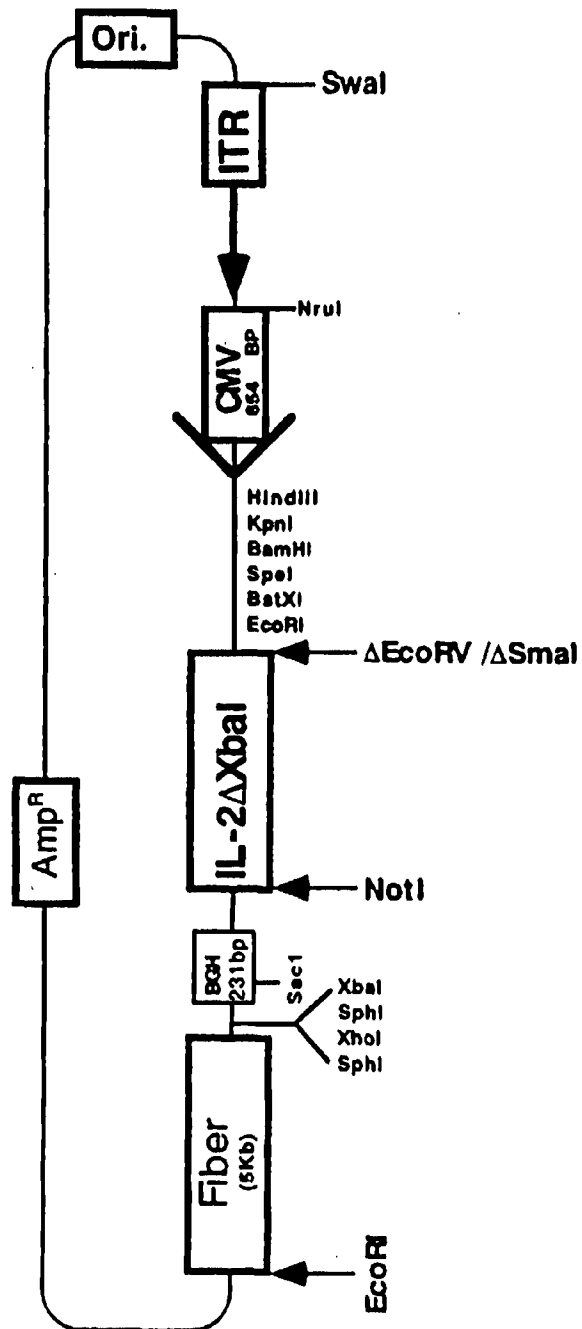 Ori.
SwaI
ITR
NruI
CMV
654 BP
HindIII
KpnI
BamHI
SpeI
BstXI
EcoRI
ΔEcoRV /ΔSmaI
IL-2ΔXbaI
Amp^R
NotI
BGH
231bp
Sac1
XbaI
SphI
XhoI
SphI
Fiber
(5Kb)
EcoRI